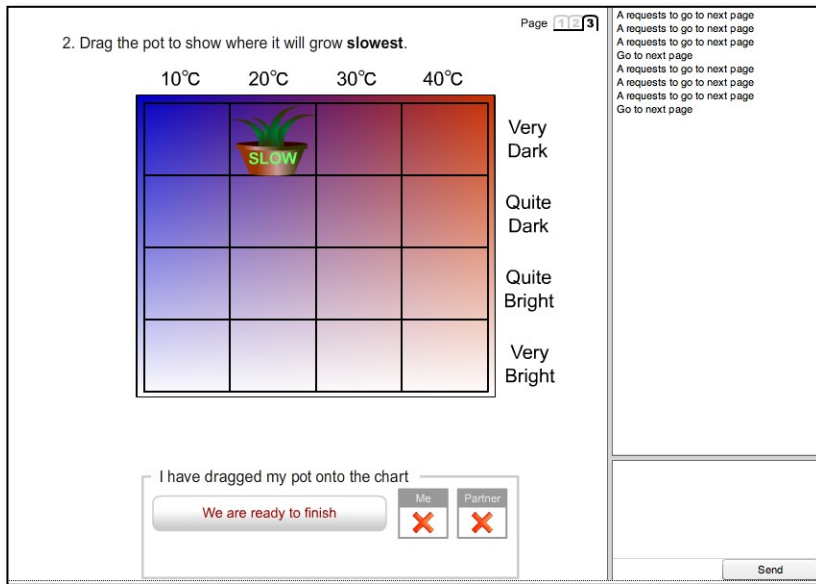 Page 1 2 3
2. Drag the pot to show where it will grow slowest.
10°C 20°C 30°C 40°C
SLOW
Very
Dark
Quite
Dark
Quite
Bright
Very
Bright
I have dragged my pot onto the chart
We are ready to finish
Me
Partner
A requests to go to next page
A requests to go to next page
A requests to go to next page
Go to next page
A requests to go to next page
A requests to go to next page
A requests to go to next page
Go to next page
Send